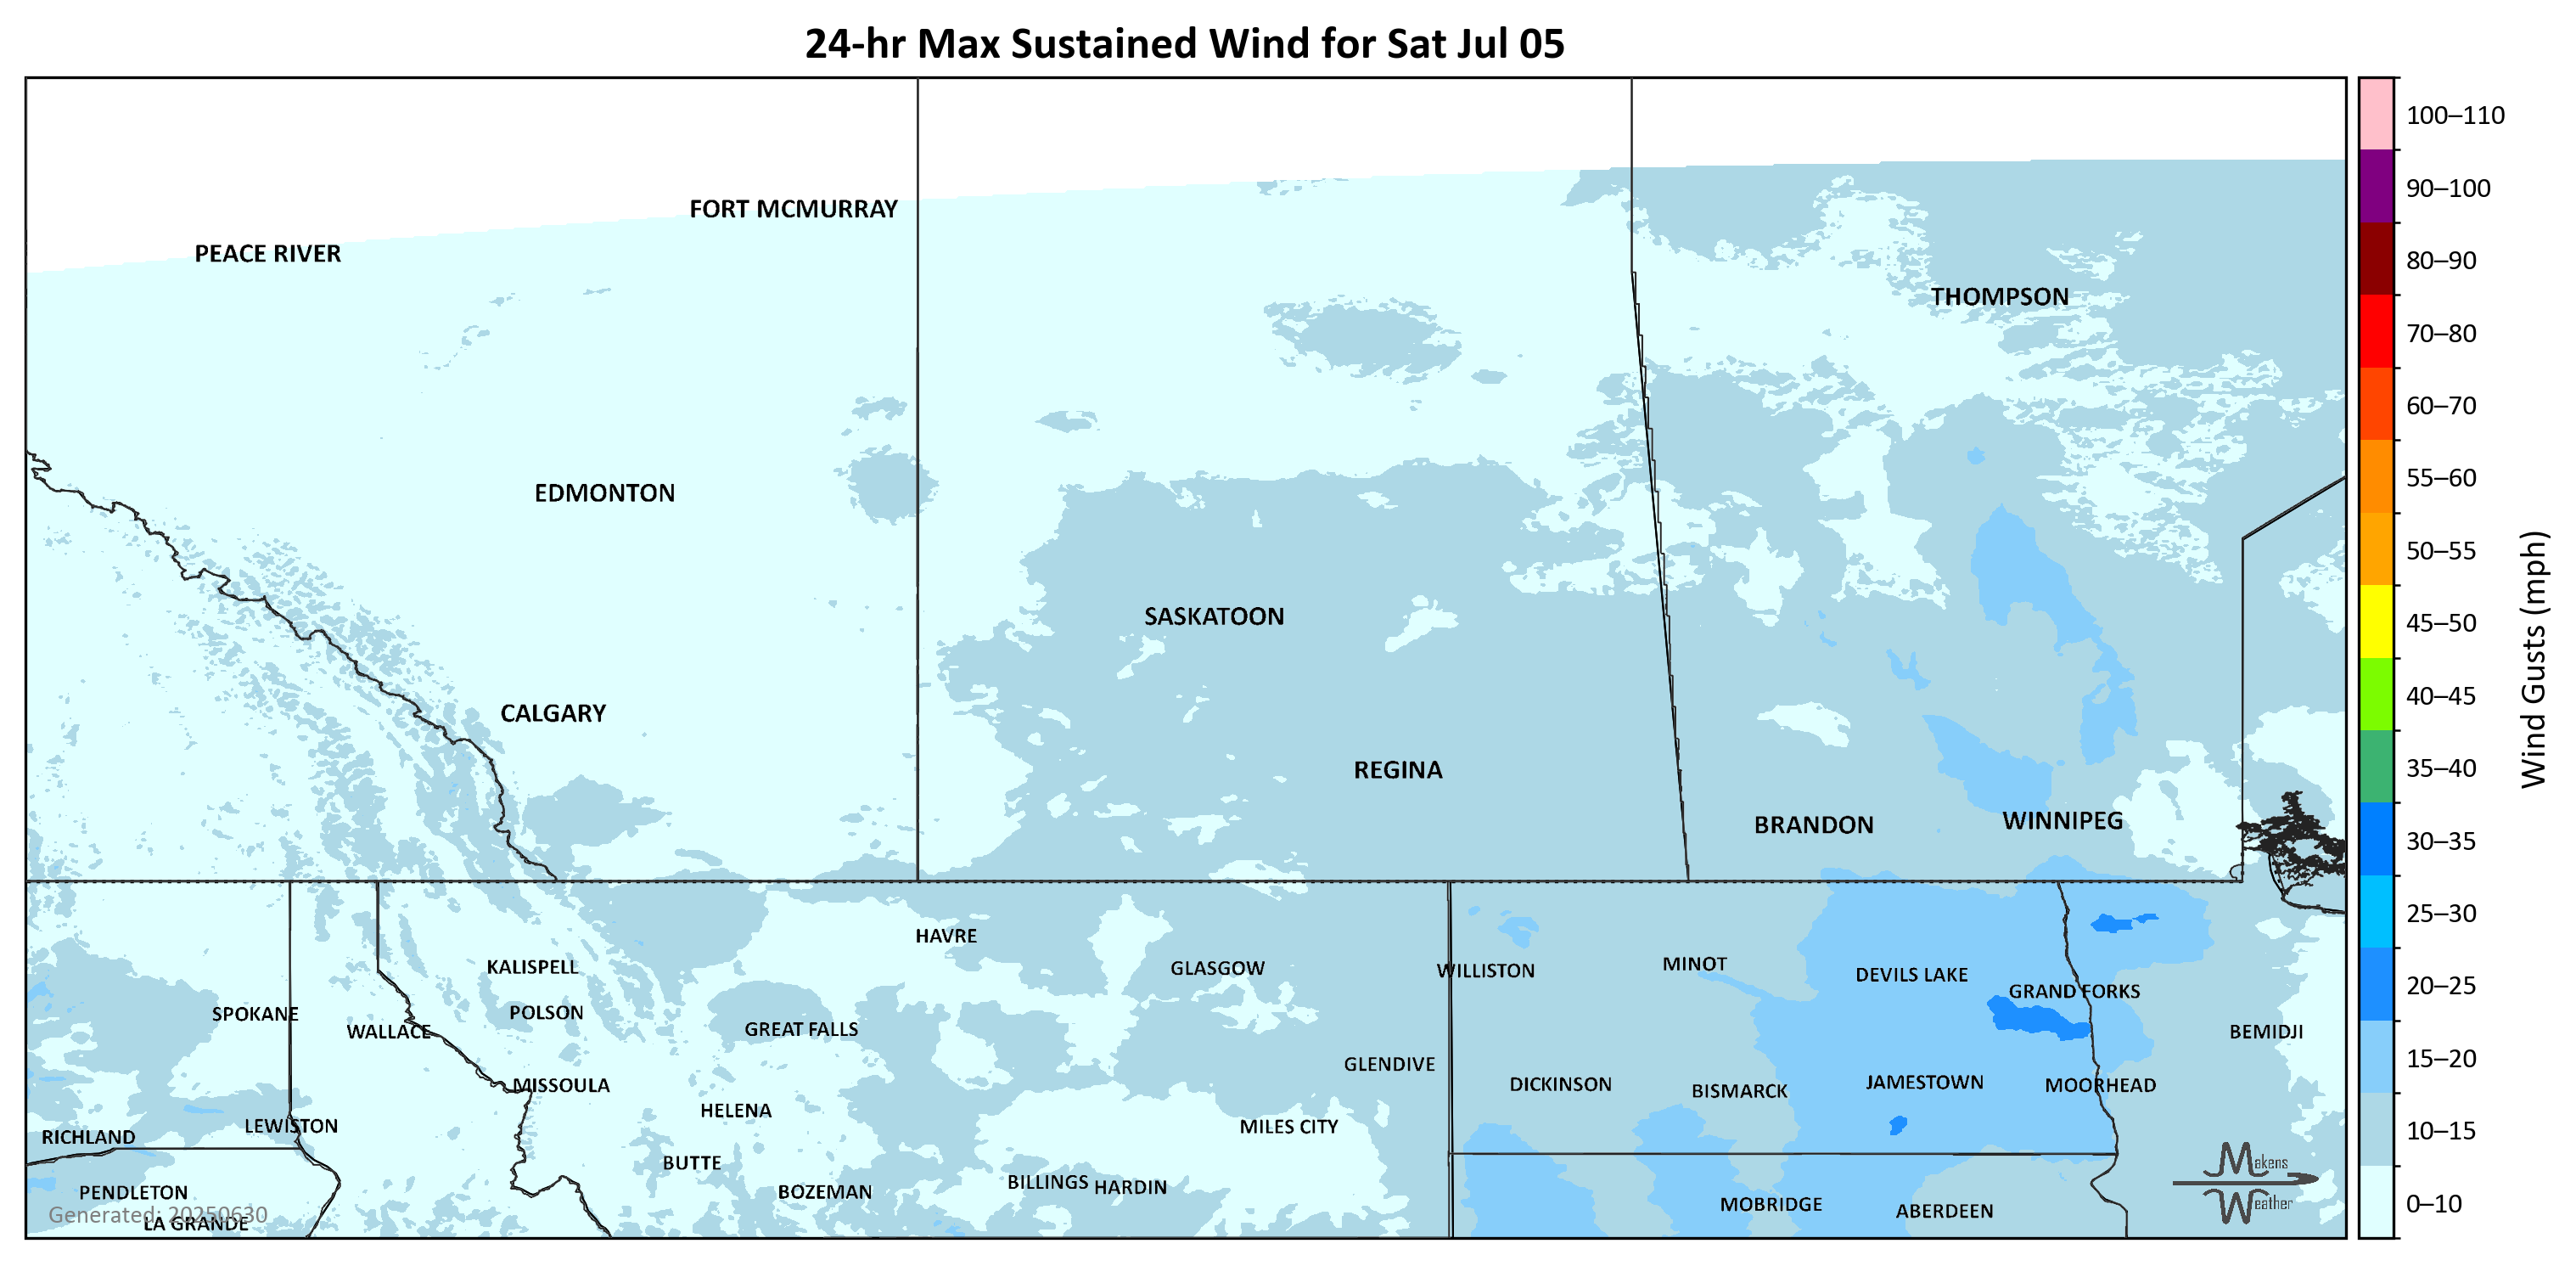 24-hr Max Sustained Wind for Sat Jul 05
100–110
90–100
80–90
70–80
60–70
55–60
50–55
45–50
40–45
35–40
30–35
25–30
20–25
15–20
10–15
0–10
Wind Gusts (mph)
FORT MCMURRAY
PEACE RIVER
THOMPSON
EDMONTON
SASKATOON
CALGARY
REGINA
BRANDON
WINNIPEG
HAVRE
KALISPELL
GLASGOW
WILLISTON
MINOT
DEVILS LAKE
GRAND FORKS
SPOKANE
POLSON
WALLACE
GREAT FALLS
BEMIDJI
GLENDIVE
MISSOULA
DICKINSON
BISMARCK
JAMESTOWN
MOORHEAD
HELENA
LEWISTON
MILES CITY
RICHLAND
BUTTE
PENDLETON
BOZEMAN
BILLINGS
HARDIN
MOBRIDGE
ABERDEEN
Generated: 20250630
LA GRANDE
Makens
Weather